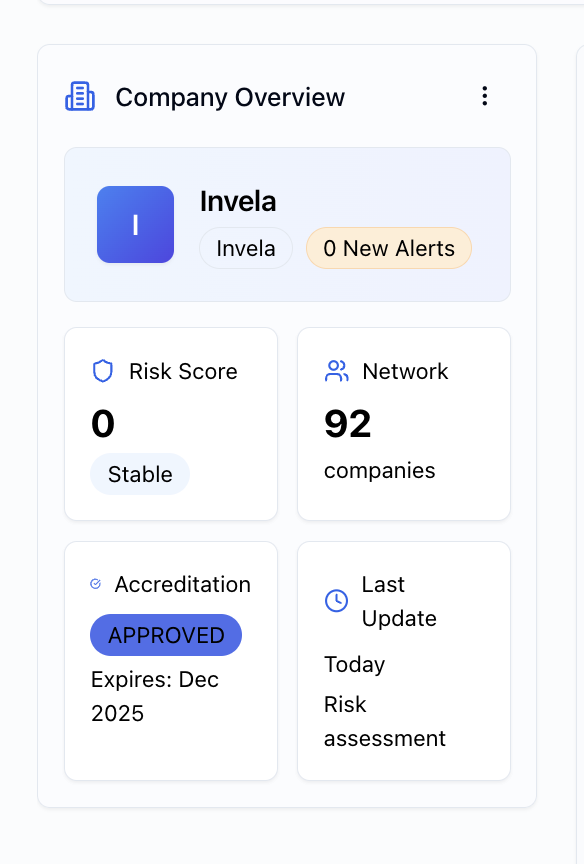 Company Overview
I
Invela
Invela
0 New Alerts
Risk Score
0
Stable
Network
92
companies
Accreditation
APPROVED
Expires: Dec
2025
Last
Update
Today
Risk
assessment